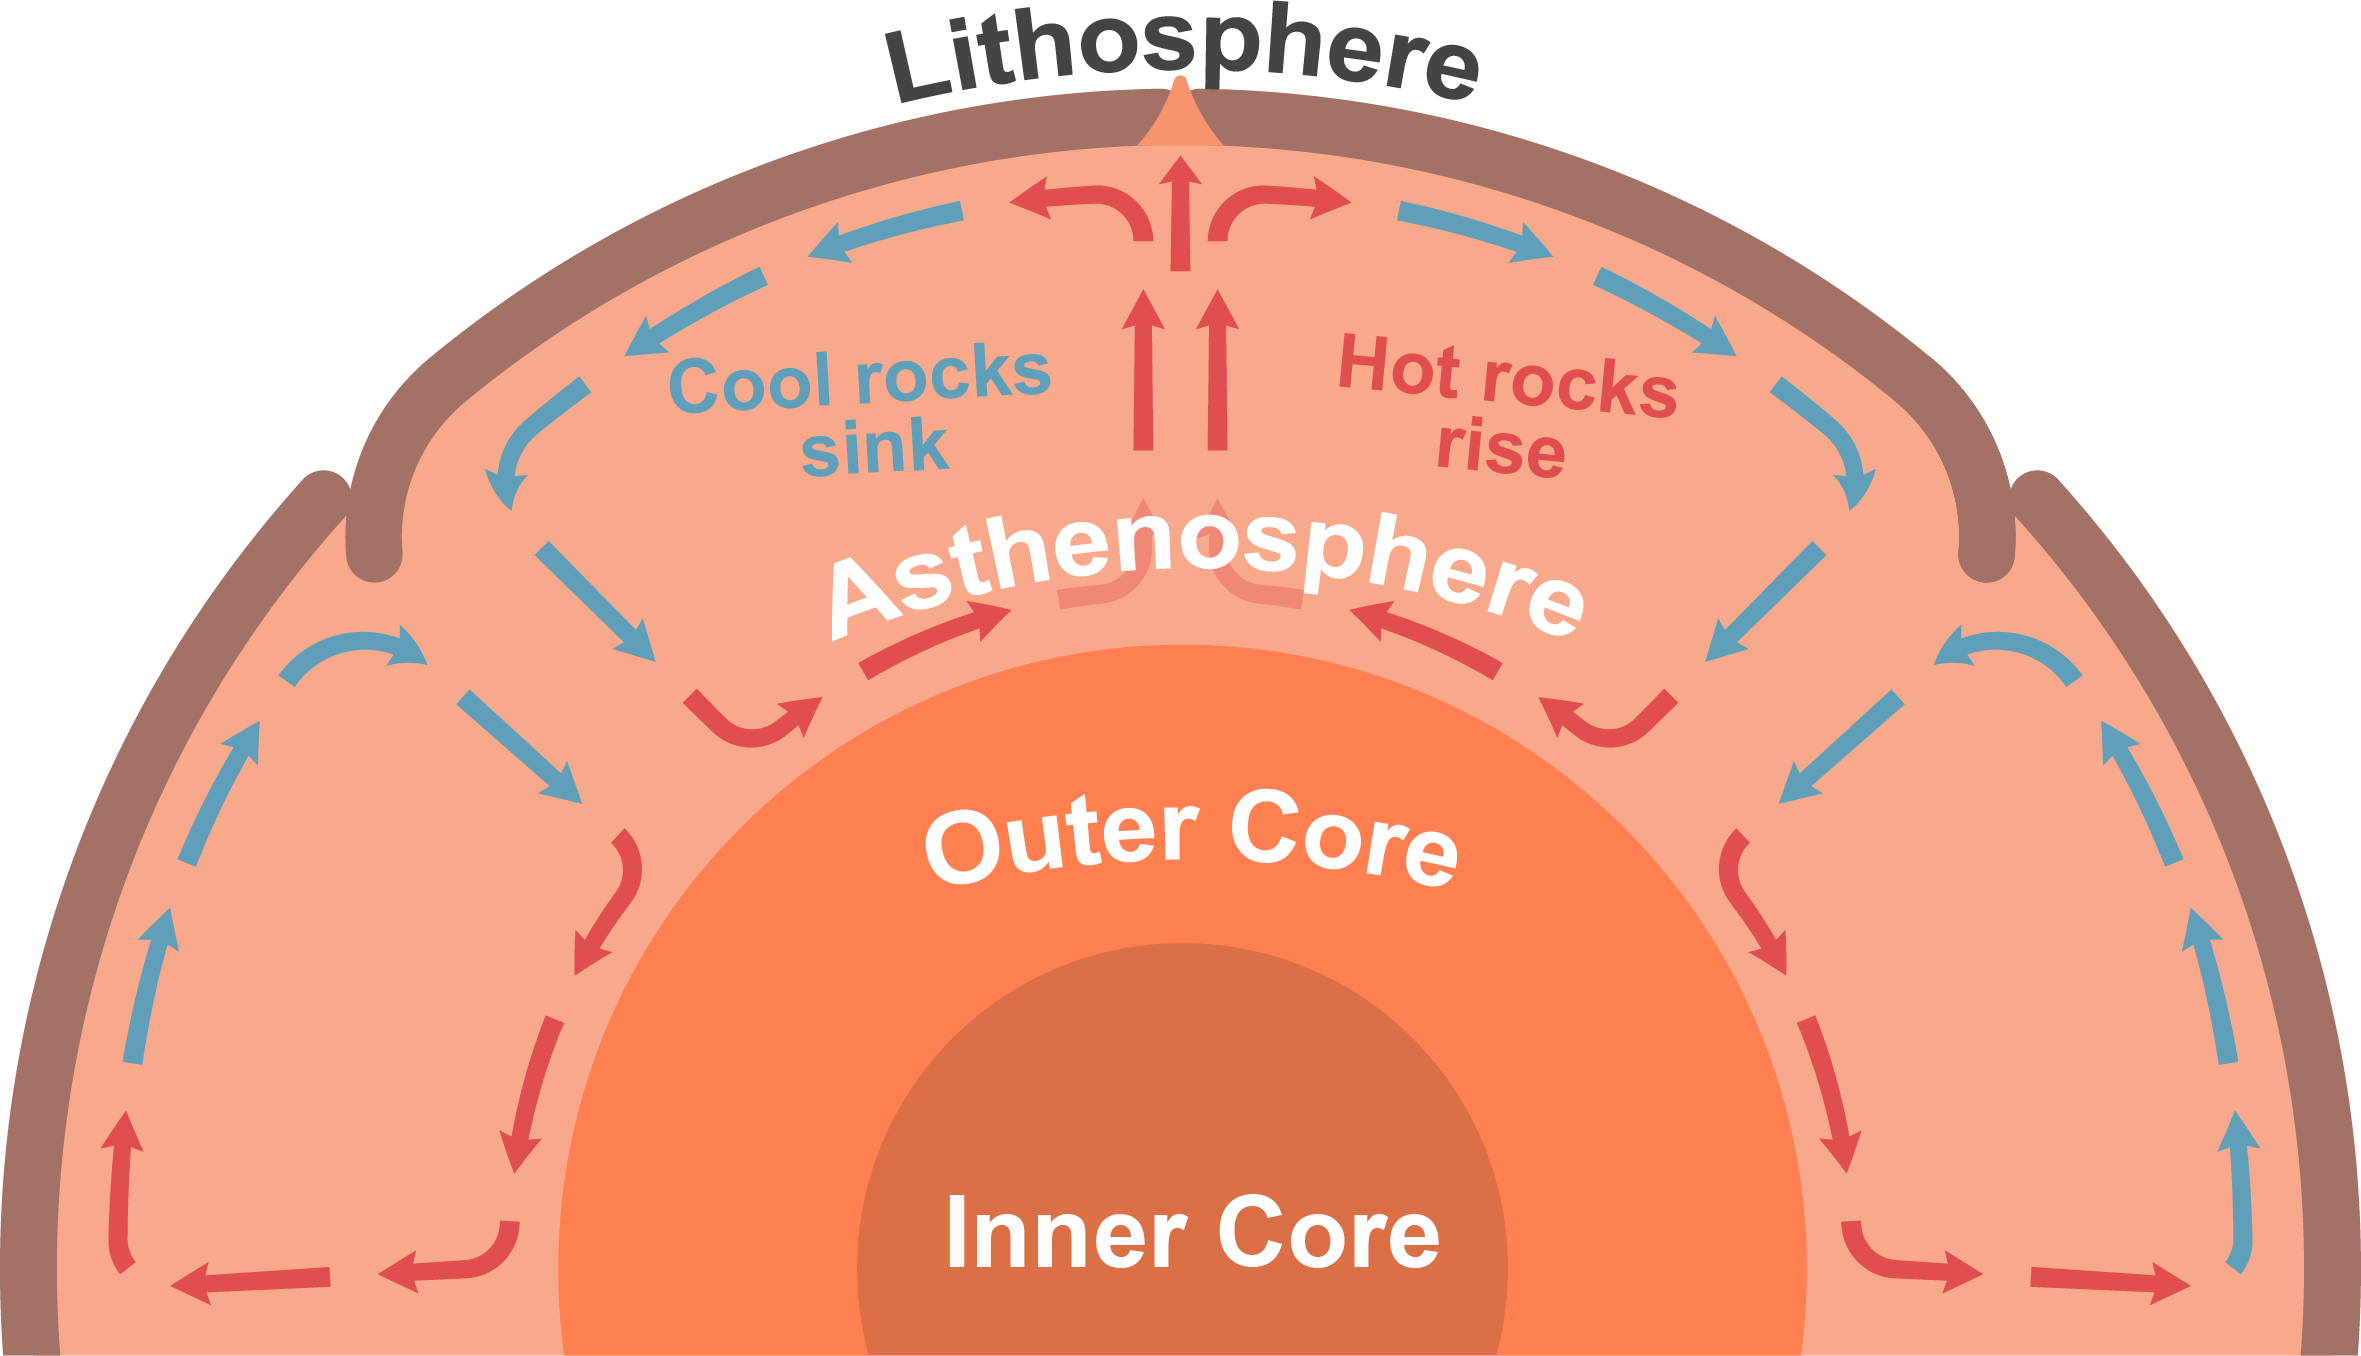 Lithosphere
Cool rocks
sink
Hot rocks
rise
Asthenosphere
Outer Core
Inner Core